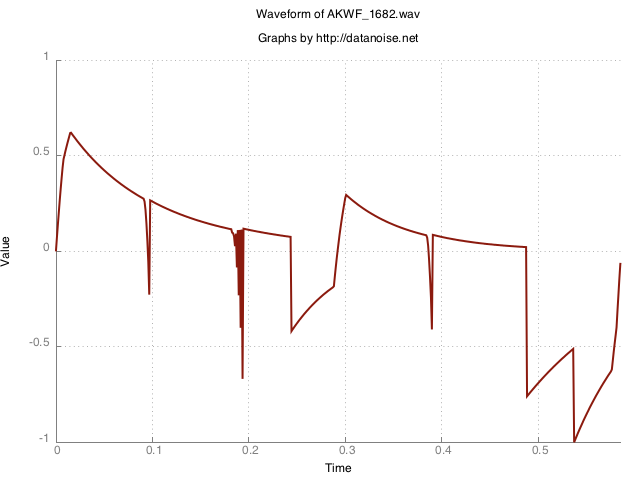 Waveform of AKWF_1682.wav
Graphs by http://datanoise.net
1
0.5
0
-0.5
-1
Value
0 0.1 0.2 0.3 0.4 0.5
Time